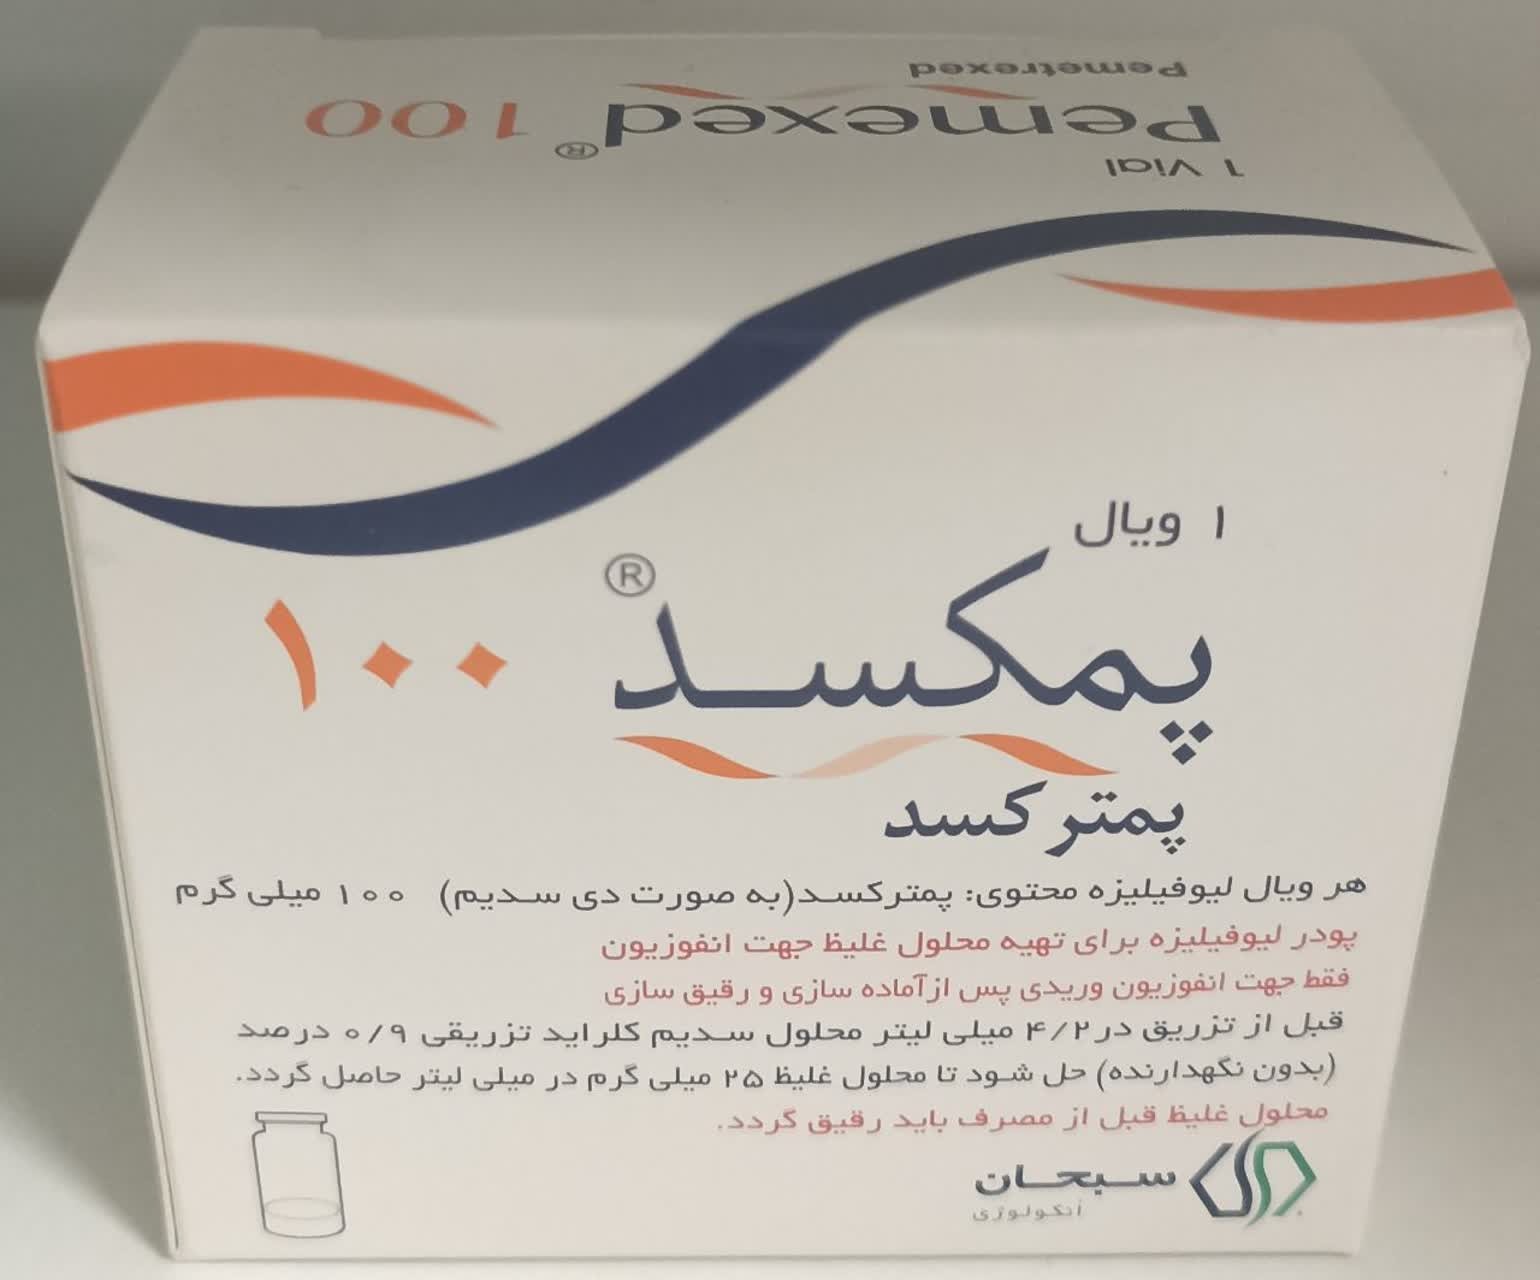 Pemetrexed
Pemexed® 100
1 Vial
۱ ویال
پمکسد® ۱۰۰
پمترکسد
هر ویال لیوفیلیزه محتوی: پمترکسد(به صورت دی سدیم) ۱۰۰ میلی گرم
پودر لیوفیلیزه برای تهیه محلول غلیظ جهت انفوزیون
فقط جهت انفوزیون وریدی پس ازآماده سازی و رقیق سازی
قبل از تزریق در ۴/۲ میلی لیتر محلول سدیم کلراید تزریقی ۰/۹ درصد
(بدون نگهدارنده) حل شود تا محلول غلیظ ۲۵ میلی گرم در میلی لیتر حاصل گردد.
محلول غلیظ قبل از مصرف باید رقیق گردد.
سبحان
أنکولوژی